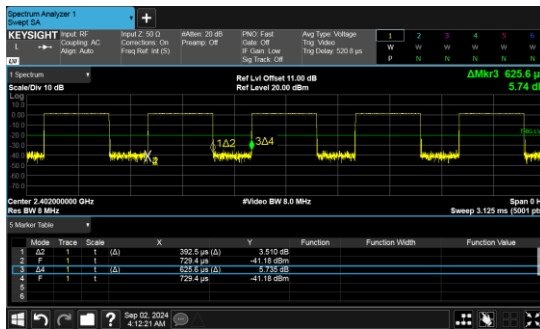 Spectrum Analyzer 1
Swept SA
+
KEYSIGHT Input: RF Input Z: 50 Ω #Atten: 20 dB PNO: Fast Avg Type: Voltage 1 2 3 4 5 6
L Coupling: AC Corrections: On Preamp: Off Gate: Off Trig: Video W W W W W W
Align: Auto Freq Ref: Int (S) IF Gain: Low Trig Delay: 520.8 µs P N N N N N
Sig Track: Off
1 Spectrum Ref Lvl Offset 11.00 dB ΔMkr3 625.6 µ
Scale/Div 10 dB Ref Level 20.00 dBm 5.74 d
Log
10.0
0.00
-10.0
-20.0
-30.0
-40.0
-50.0
-60.0
-70.0
1Δ2 3Δ4
Center 2.402000000 GHz #Video BW 8.0 MHz Span 0 H
Res BW 8 MHz Sweep 3.125 ms (5001 pts
5 Marker Table
Mode Trace Scale X Y Function Function Width Function Value
1 Δ2 1 t (Δ) 392.5 µs (Δ) 3.510 dB
2 F 1 t 729.4 µs -41.18 dBm
3 Δ4 1 t (Δ) 625.6 µs (Δ) 5.735 dB
4 F 1 t 729.4 µs -41.18 dBm
5
6
? Sep 02, 2024
4:12:21 AM